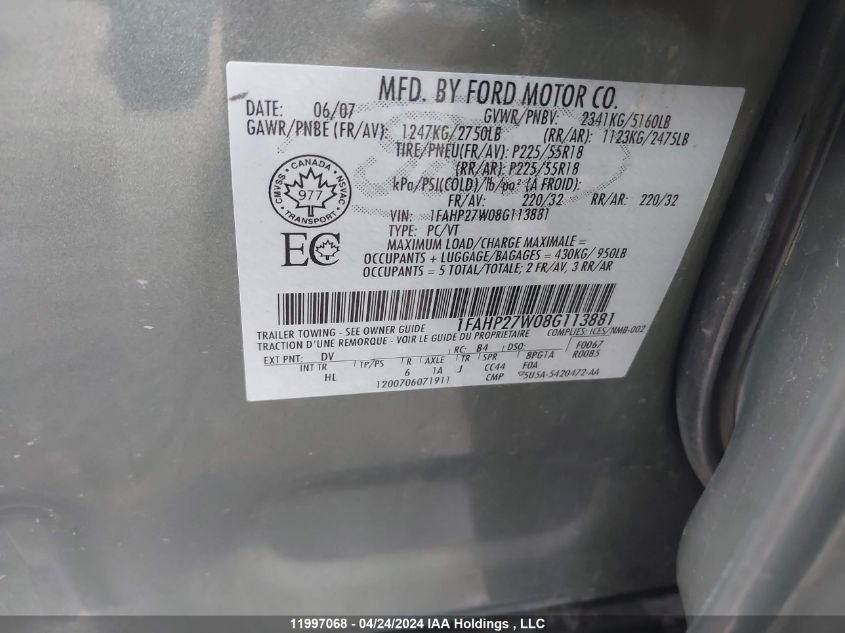 MFD. BY FORD MOTOR CO.
DATE: 06/07 GVWR/PNBV: 2341KG/5160LB
GAWR/PNBE (FR/AV): 1247KG/2750LB (RR/AR): 1123KG/2475LB
TIRE/PNEU(FR/AV): P225/55R18
(RR/AR): P225/55R18
kPa/PSI(COLD)/lb/po.² (À FROID):
FR/AV: 220/32 RR/AR: 220/32
VIN: 1FAHP27W08G113881
TYPE: PC/VT
MAXIMUM LOAD/CHARGE MAXIMALE =
OCCUPANTS + LUGGAGE/BAGAGES = 430KG/ 950LB
OCCUPANTS = 5 TOTAL/TOTALE; 2 FR/AV, 3 RR/AR
CMVSS • CANADA • NSVAC
977
• TRANSPORT •
EC
1FAHP27W08G113881
TRAILER TOWING - SEE OWNER GUIDE COMPLIES: ICES/NMB-002
TRACTION D'UNE REMORQUE - VOIR GUIDE DU PROPRIETAIRE
EXT PNT: DV RC: B4 DSO: F0067
INT TR TP/PS R AXLE TR SPR 8PG1A R0085
HL 6 1A J CC44 F0A
1200706071911 CMP 5U5A-5420472-AA
11997068 - 04/24/2024 IAA Holdings, LLC